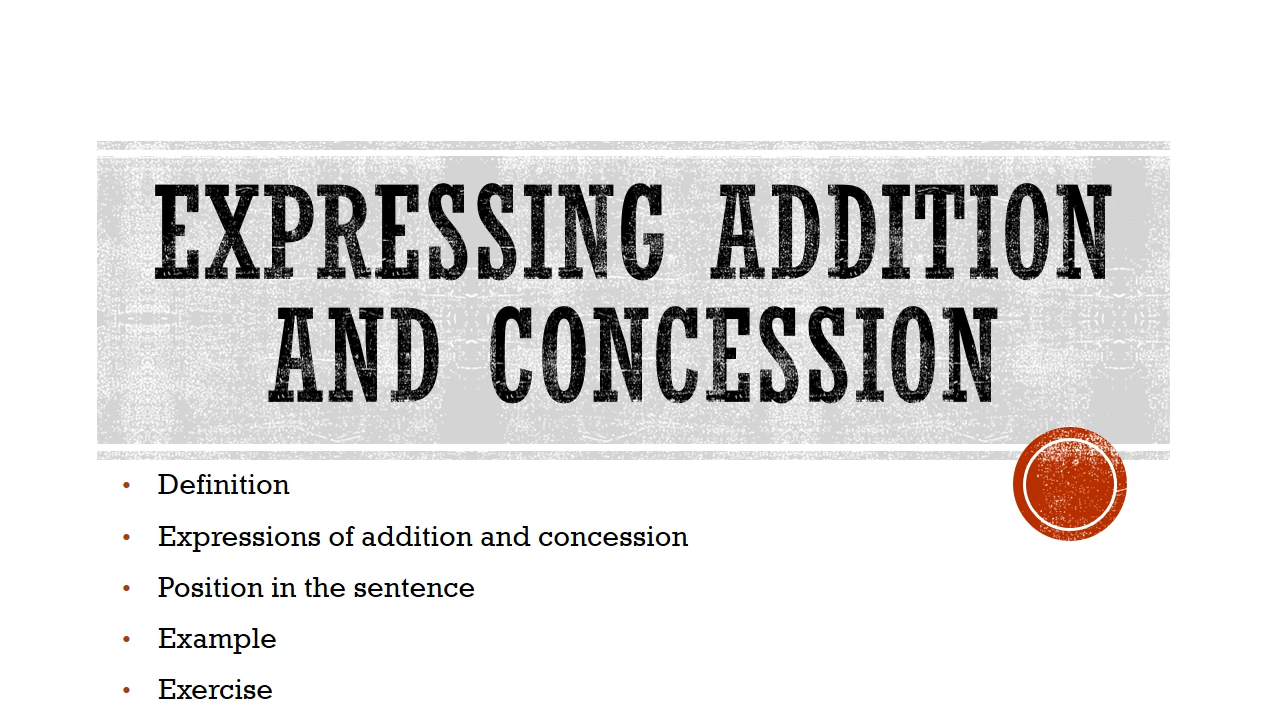 EXPRESSING ADDITION
AND CONCESSION
• Definition
• Expressions of addition and concession
• Position in the sentence
• Example
• Exercise